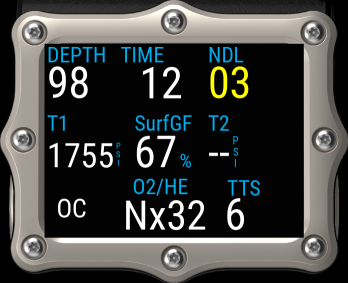 DEPTH TIME NDL
98 12 03
T1 SurfGF T2
1755 PSI 67 % -- PSI
O2/HE TTS
OC Nx32 6